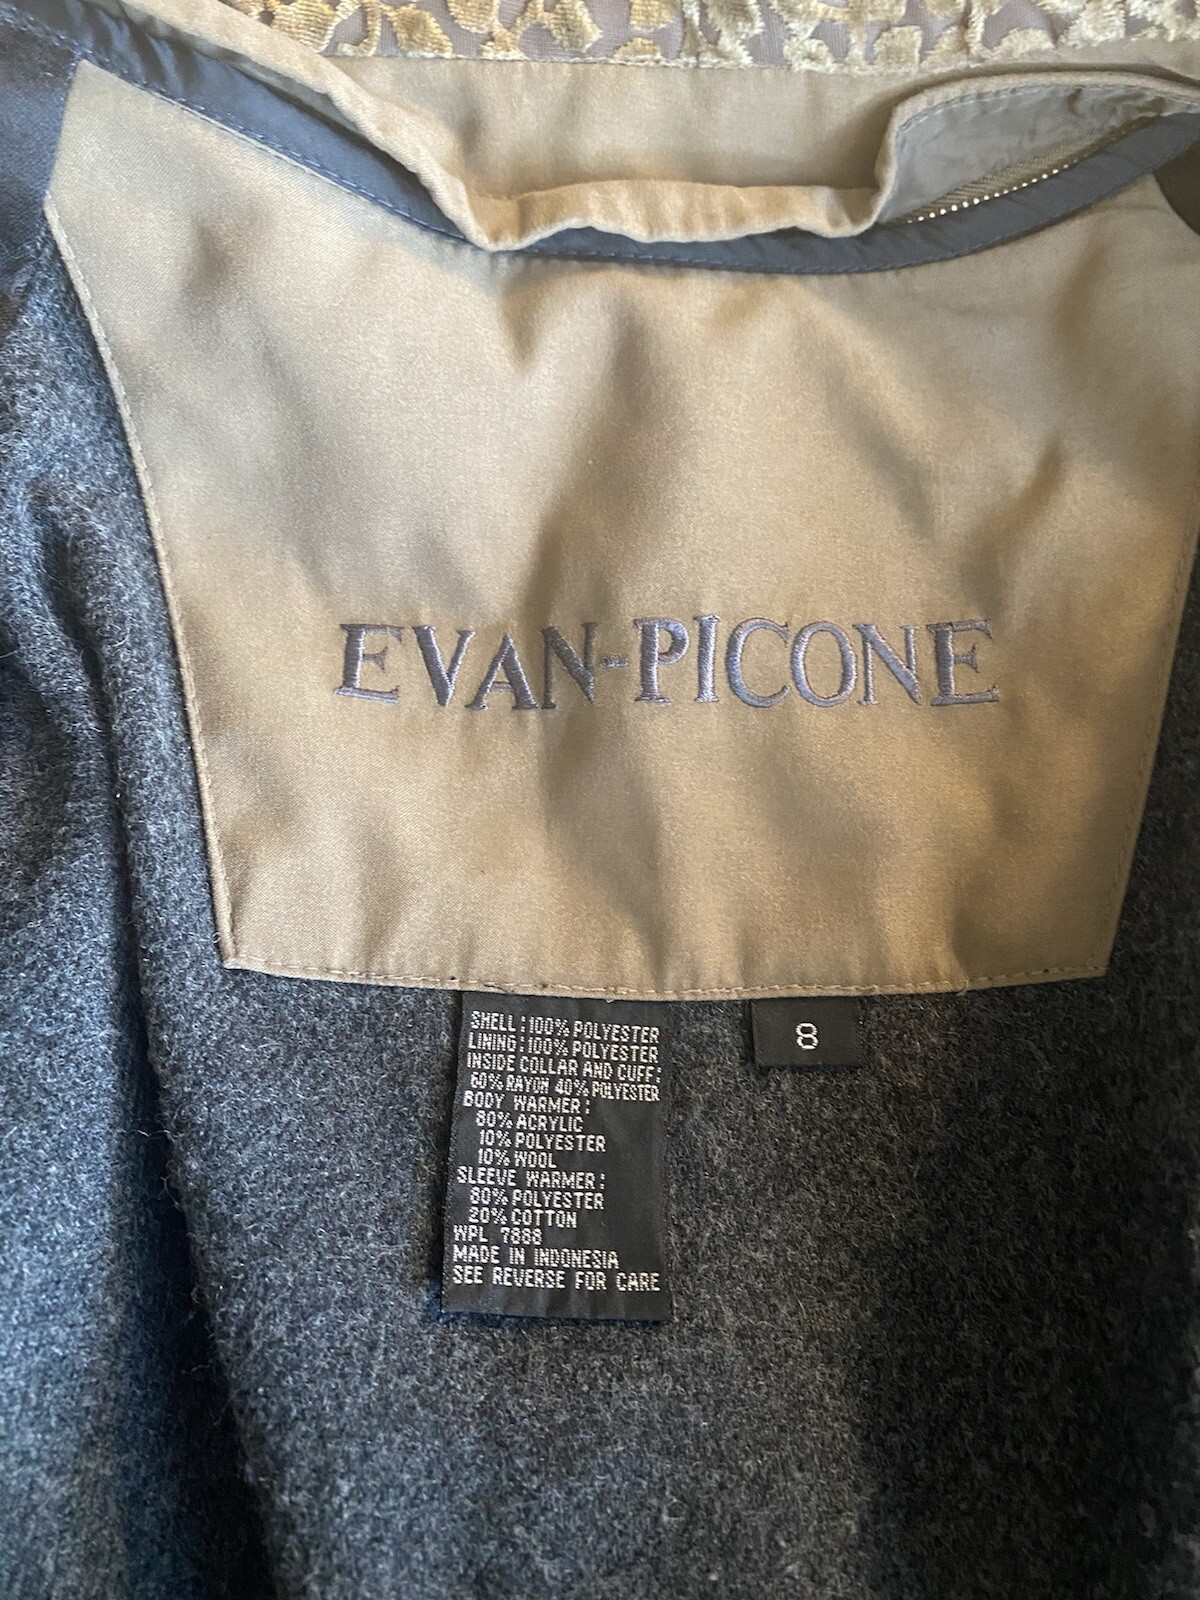 EVAN-PICONE
SHELL:100% POLYESTER
LINING:100% POLYESTER
INSIDE COLLAR AND CUFF:
60% RAYON 40% POLYESTER
BODY WARMER:
80% ACRYLIC
10% POLYESTER
10% WOOL
SLEEVE WARMER:
80% POLYESTER
20% COTTON
WPL 7888
MADE IN INDONESIA
SEE REVERSE FOR CARE
8